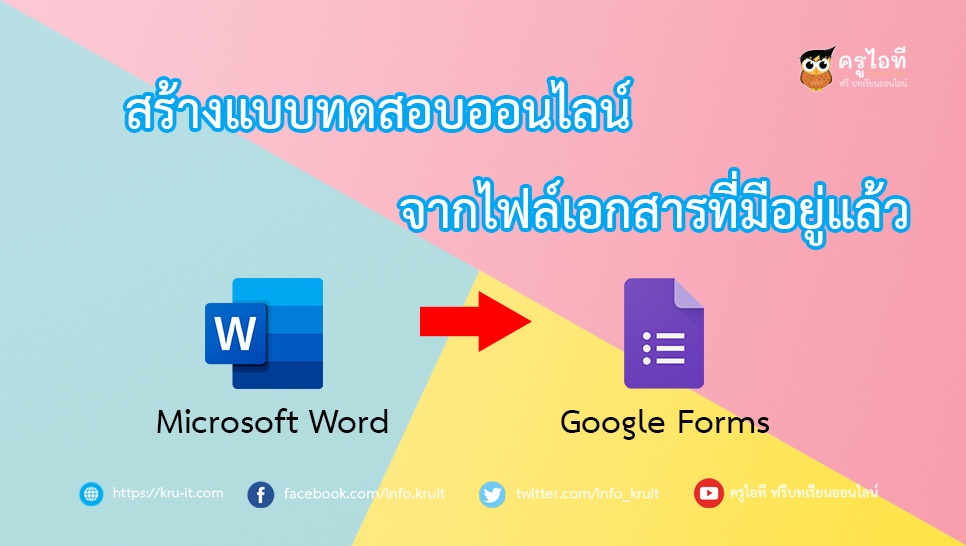 ครูไอที
ฟรี บทเรียนออนไลน์
สร้างแบบทดสอบออนไลน์
จากไฟล์เอกสารที่มีอยู่แล้ว
W
Microsoft Word
Google Forms
https://kru-it.com
facebook.com/info.kruit
twitter.com/info_kruit
ครูไอที ฟรีบทเรียนออนไลน์